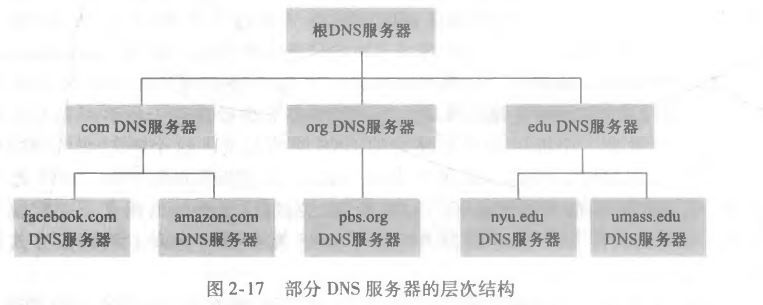 根DNS服务器
com DNS服务器
org DNS服务器
edu DNS服务器
facebook.com
DNS服务器
amazon.com
DNS服务器
pbs.org
DNS服务器
nyu.edu
DNS服务器
umass.edu
DNS服务器
图 2-17 部分 DNS 服务器的层次结构